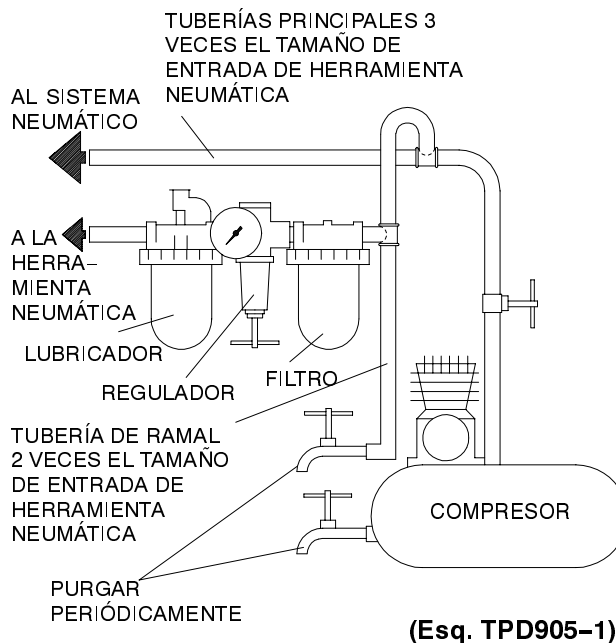 TUBERÍAS PRINCIPALES 3
VECES EL TAMAÑO DE
ENTRADA DE HERRAMIENTA
NEUMÁTICA
AL SISTEMA
NEUMÁTICO
A LA
HERRA–
MIENTA
NEUMÁTICA
LUBRICADOR
REGULADOR
FILTRO
TUBERÍA DE RAMAL
2 VECES EL TAMAÑO
DE ENTRADA DE
HERRAMIENTA
NEUMÁTICA
COMPRESOR
PURGAR
PERIÓDICAMENTE
(Esq. TPD905–1)